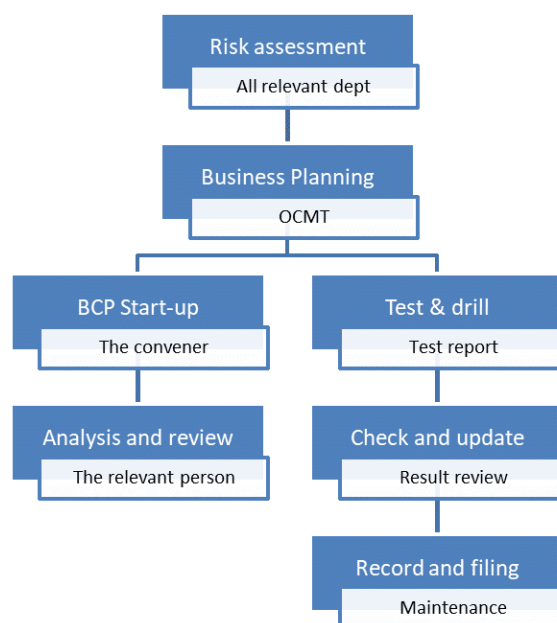 Risk assessment
All relevant dept
Business Planning
OCMT
BCP Start-up
The convener
Test & drill
Test report
Analysis and review
The relevant person
Check and update
Result review
Record and filing
Maintenance